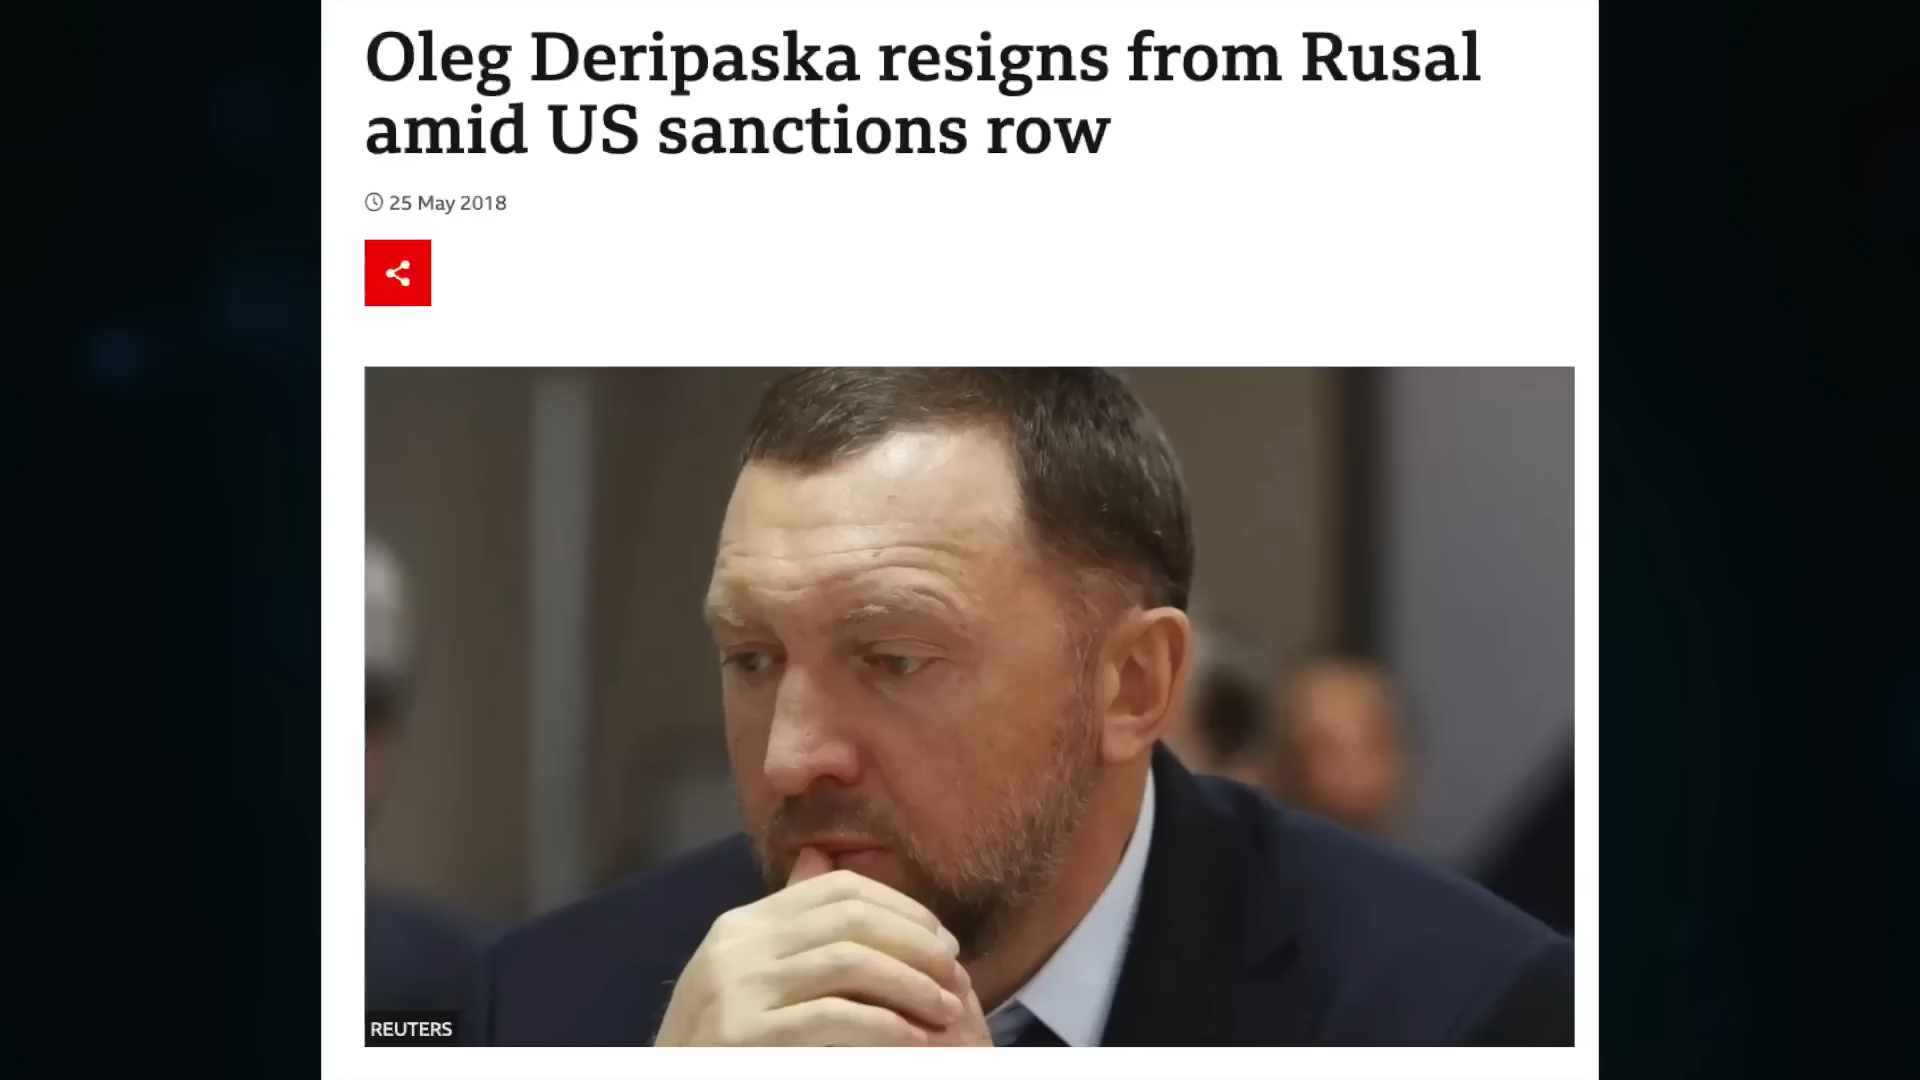 Oleg Deripaska resigns from Rusal
amid US sanctions row
25 May 2018
REUTERS